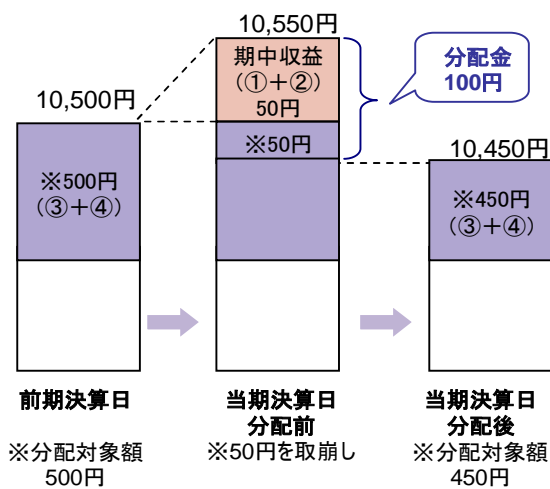 10,500円
※500円
(③+④)
前期決算日
※分配対象額
500円
10,550円
期中収益
(①+②)
50円
※50円
分配金
100円
当期決算日
分配前
※50円を取崩し
10,450円
※450円
(③+④)
当期決算日
分配後
※分配対象額
450円